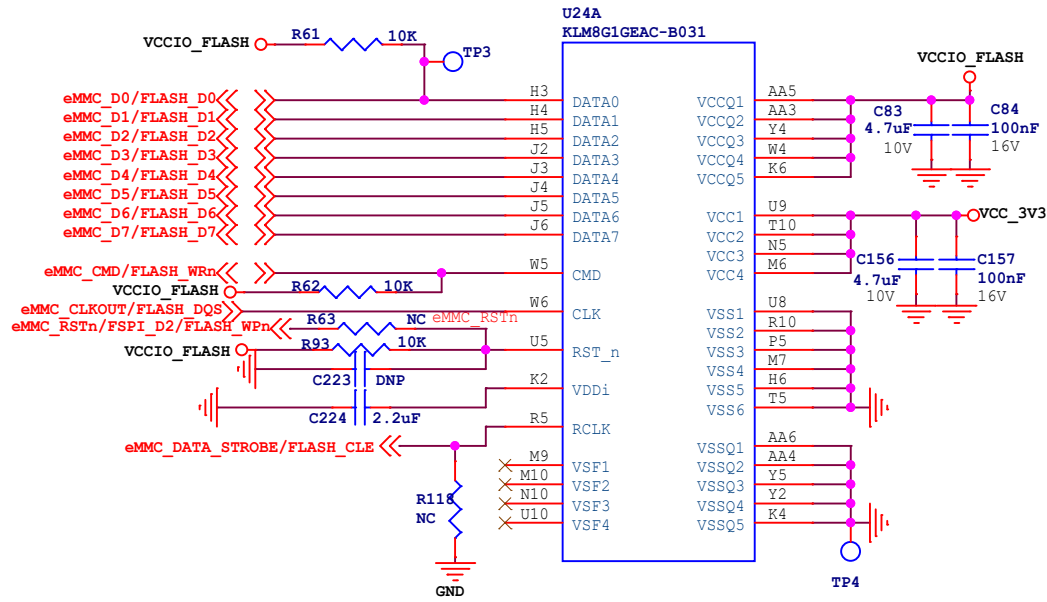 U24A
KLM8G1GEAC-B031
VCCIO_FLASH R61 10K TP3 VCCIO_FLASH
eMMC_D0/FLASH_D0 H3 DATA0 VCCQ1 AA5
eMMC_D1/FLASH_D1 H4 DATA1 VCCQ2 AA3 C83 C84
eMMC_D2/FLASH_D2 H5 DATA2 VCCQ3 Y4 4.7uF 100nF
eMMC_D3/FLASH_D3 J2 DATA3 VCCQ4 W4 10V 16V
eMMC_D4/FLASH_D4 J3 DATA4 VCCQ5 K6
eMMC_D5/FLASH_D5 J4 DATA5
eMMC_D6/FLASH_D6 J5 DATA6 VCC1 U9 VCC_3V3
eMMC_D7/FLASH_D7 J6 DATA7 VCC2 T10
VCC3 N5
eMMC_CMD/FLASH_WRn W5 CMD VCC4 M6 C156 C157
VCCIO_FLASH R62 10K 4.7uF 100nF
10V 16V
eMMC_CLKOUT/FLASH_DQS W6 CLK VSS1 U8
eMMC_RSTn/FSPI_D2/FLASH_WPn R63 NC eMMC_RSTn VSS2 R10
VCCIO_FLASH R93 10K U5 RST_n VSS3 P5
VSS4 M7
C223 DNP K2 VDDi VSS5 H6
C224 2.2uF VSS6 T5
eMMC_DATA_STROBE/FLASH_CLE R5 RCLK VSSQ1 AA6
M9 VSF1 VSSQ2 AA4
M10 VSF2 VSSQ3 Y5
R118 N10 VSF3 VSSQ4 Y2
NC U10 VSF4 VSSQ5 K4
GND TP4